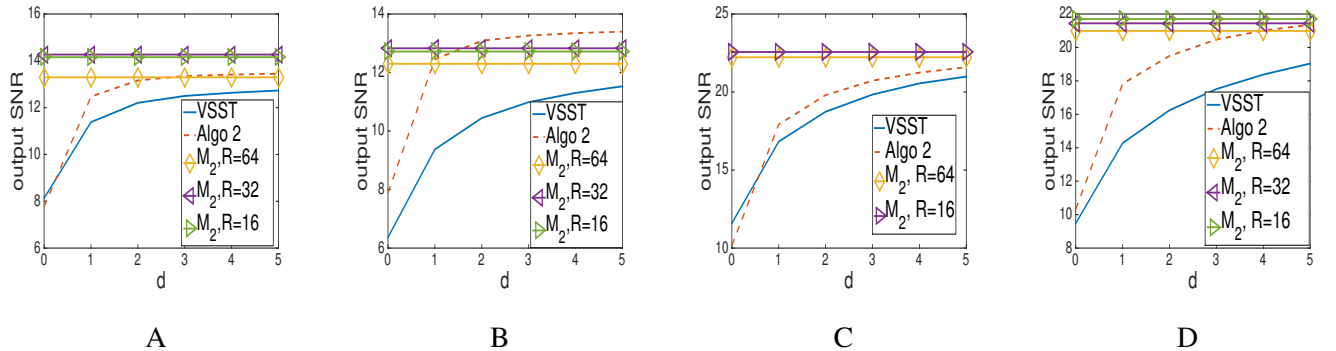 output SNR
16
14
12
10
8
6
0 1 2 3 4 5
d
VSST
Algo 2
M2,R=64
M2,R=32
M2,R=16
A
output SNR
14
12
10
8
6
0 1 2 3 4 5
d
VSST
Algo 2
M2,R=64
M2,R=32
M2,R=16
B
output SNR
25
20
15
10
0 1 2 3 4 5
d
VSST
Algo 2
M2, R=64
M2, R=16
C
output SNR
22
20
18
16
14
12
10
8
0 1 2 3 4 5
d
VSST
Algo 2
M2, R=64
M2, R=32
M2, R=16
D